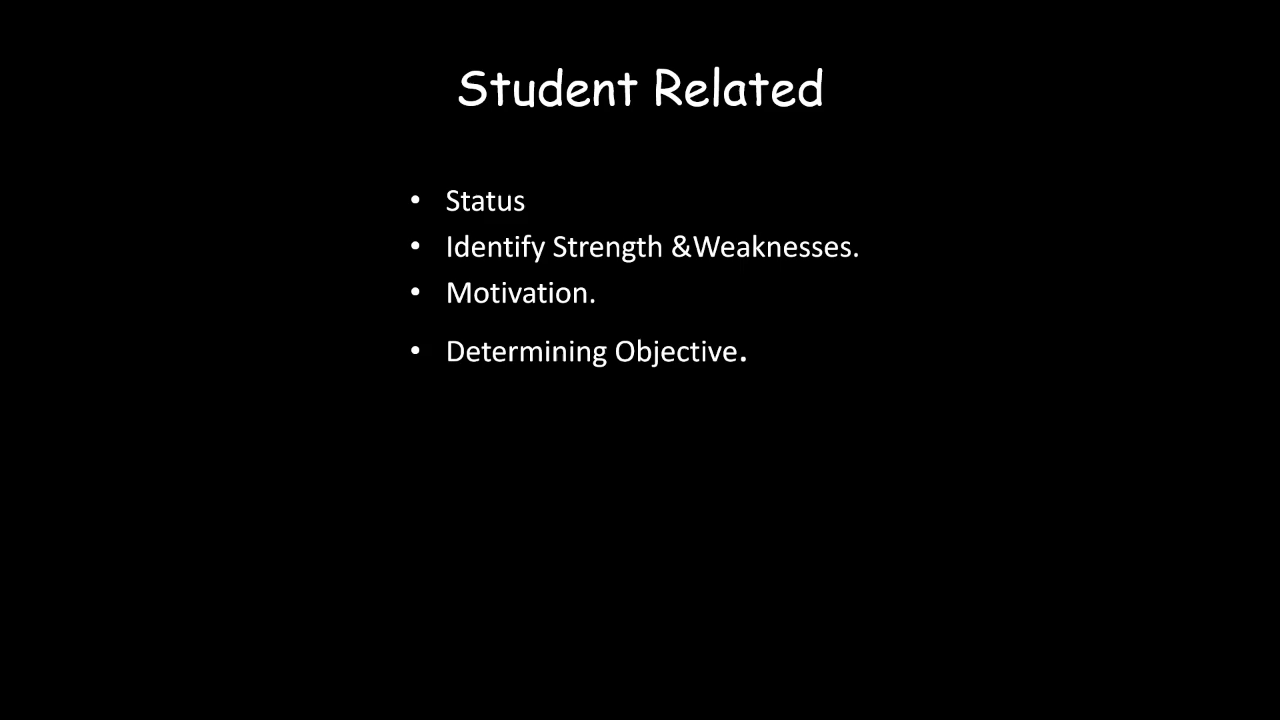 Student Related
• Status
• Identify Strength &Weaknesses.
• Motivation.
• Determining Objective.